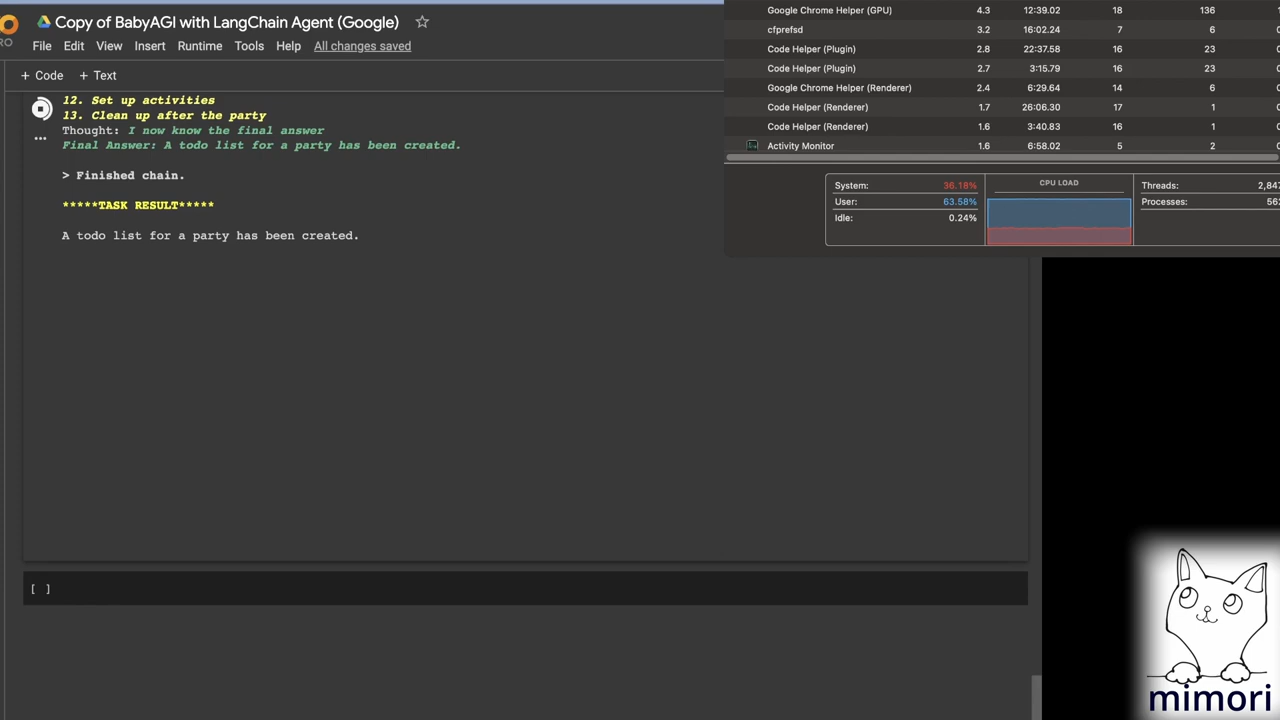 Copy of BabyAGI with LangChain Agent (Google)
RO
File Edit View Insert Runtime Tools Help All changes saved
+ Code + Text
12. Set up activities
13. Clean up after the party
Thought: I now know the final answer
Final Answer: A todo list for a party has been created.
> Finished chain.
*****TASK RESULT*****
A todo list for a party has been created.
[ ]
Google Chrome Helper (GPU) 4.3 12:39.02 18 136
cfprefsd 3.2 16:02.24 7 6
Code Helper (Plugin) 2.8 22:37.58 16 23
Code Helper (Plugin) 2.7 3:15.79 16 23
Google Chrome Helper (Renderer) 2.4 6:29.64 14 6
Code Helper (Renderer) 1.7 26:06.30 17 1
Code Helper (Renderer) 1.6 3:40.83 16 1
Activity Monitor 1.6 6:58.02 5 2
System: 36.18%
User: 63.58%
Idle: 0.24%
CPU LOAD
Threads: 2,847
Processes: 562
mimori